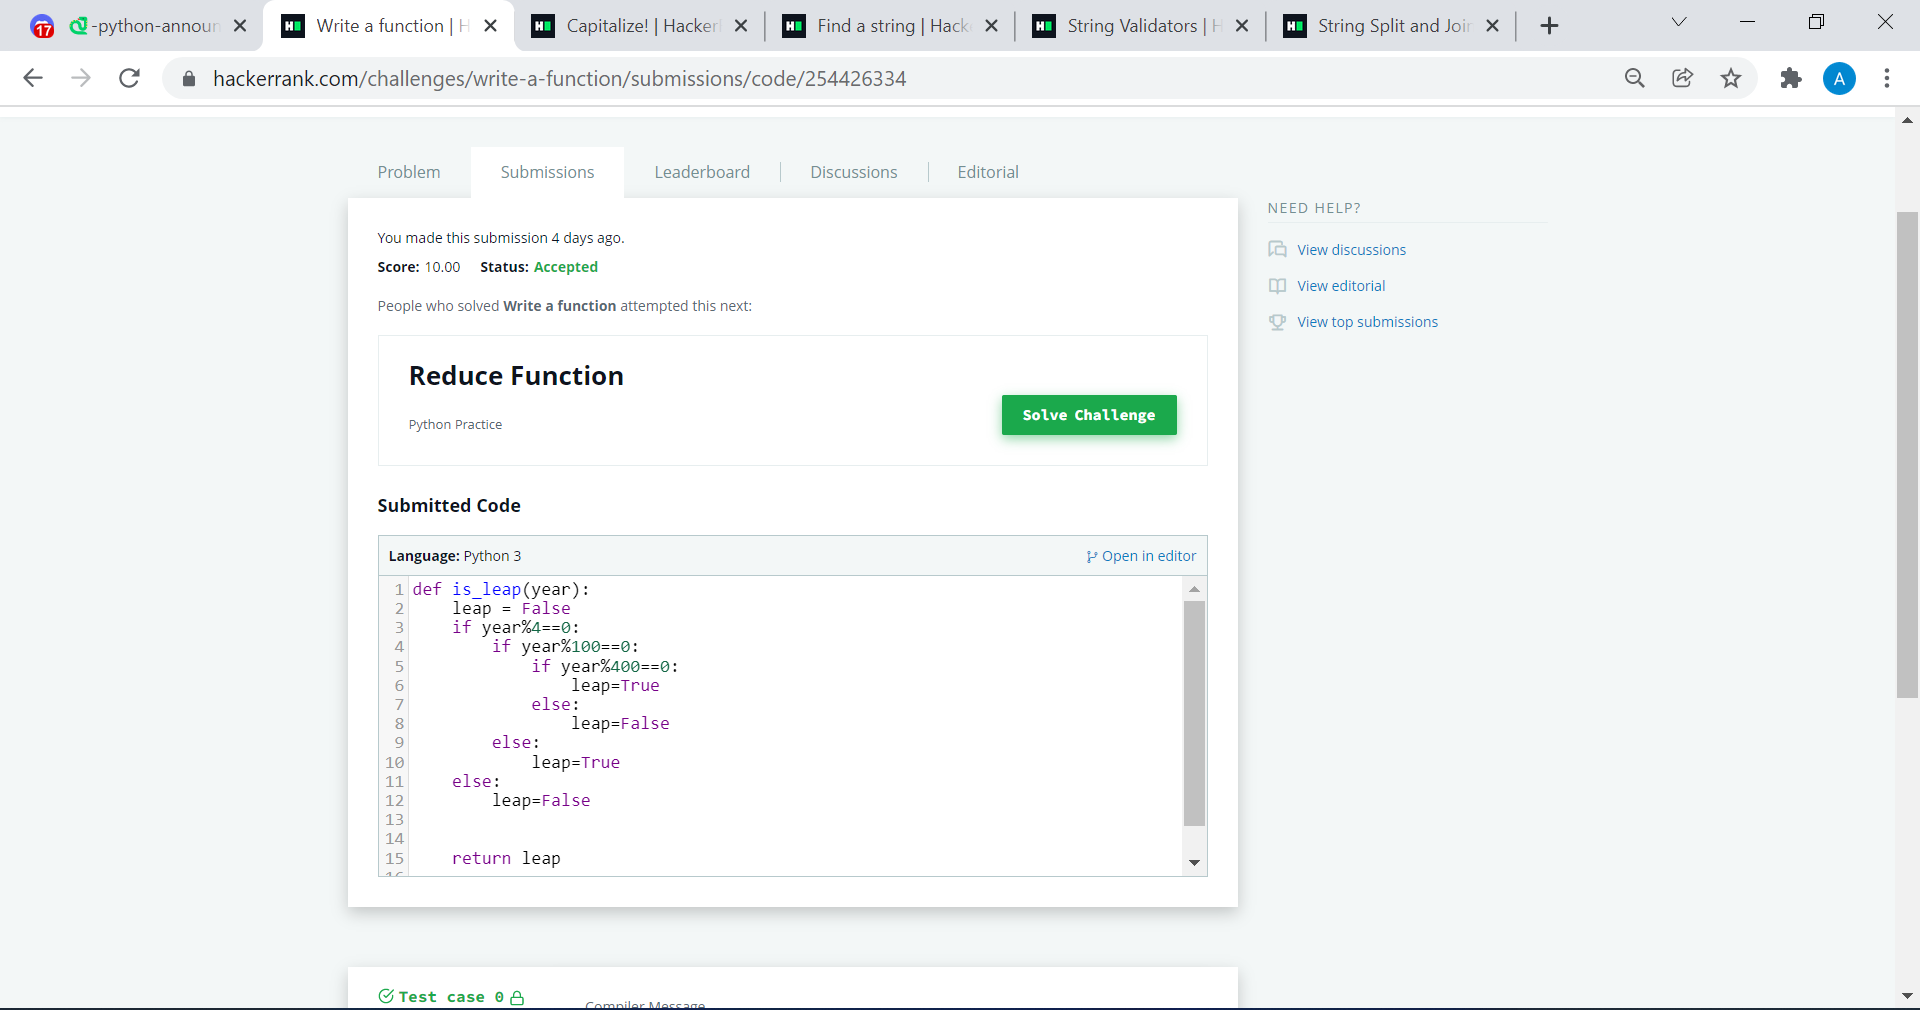 17 -python-announ
Write a function | H
Capitalize! | Hacker
Find a string | Hack
String Validators | H
String Split and Join
hackerrank.com/challenges/write-a-function/submissions/code/254426334
A
Problem
Submissions
Leaderboard
Discussions
Editorial
You made this submission 4 days ago.
Score: 10.00 Status: Accepted
People who solved Write a function attempted this next:
Reduce Function
Python Practice
Solve Challenge
Submitted Code
Language: Python 3
Open in editor
1 def is_leap(year):
2     leap = False
3     if year%4==0:
4         if year%100==0:
5             if year%400==0:
6                 leap=True
7             else:
8                 leap=False
9         else:
10             leap=True
11     else:
12         leap=False
13
14
15     return leap
16
Test case 0
Compiler Message
NEED HELP?
View discussions
View editorial
View top submissions